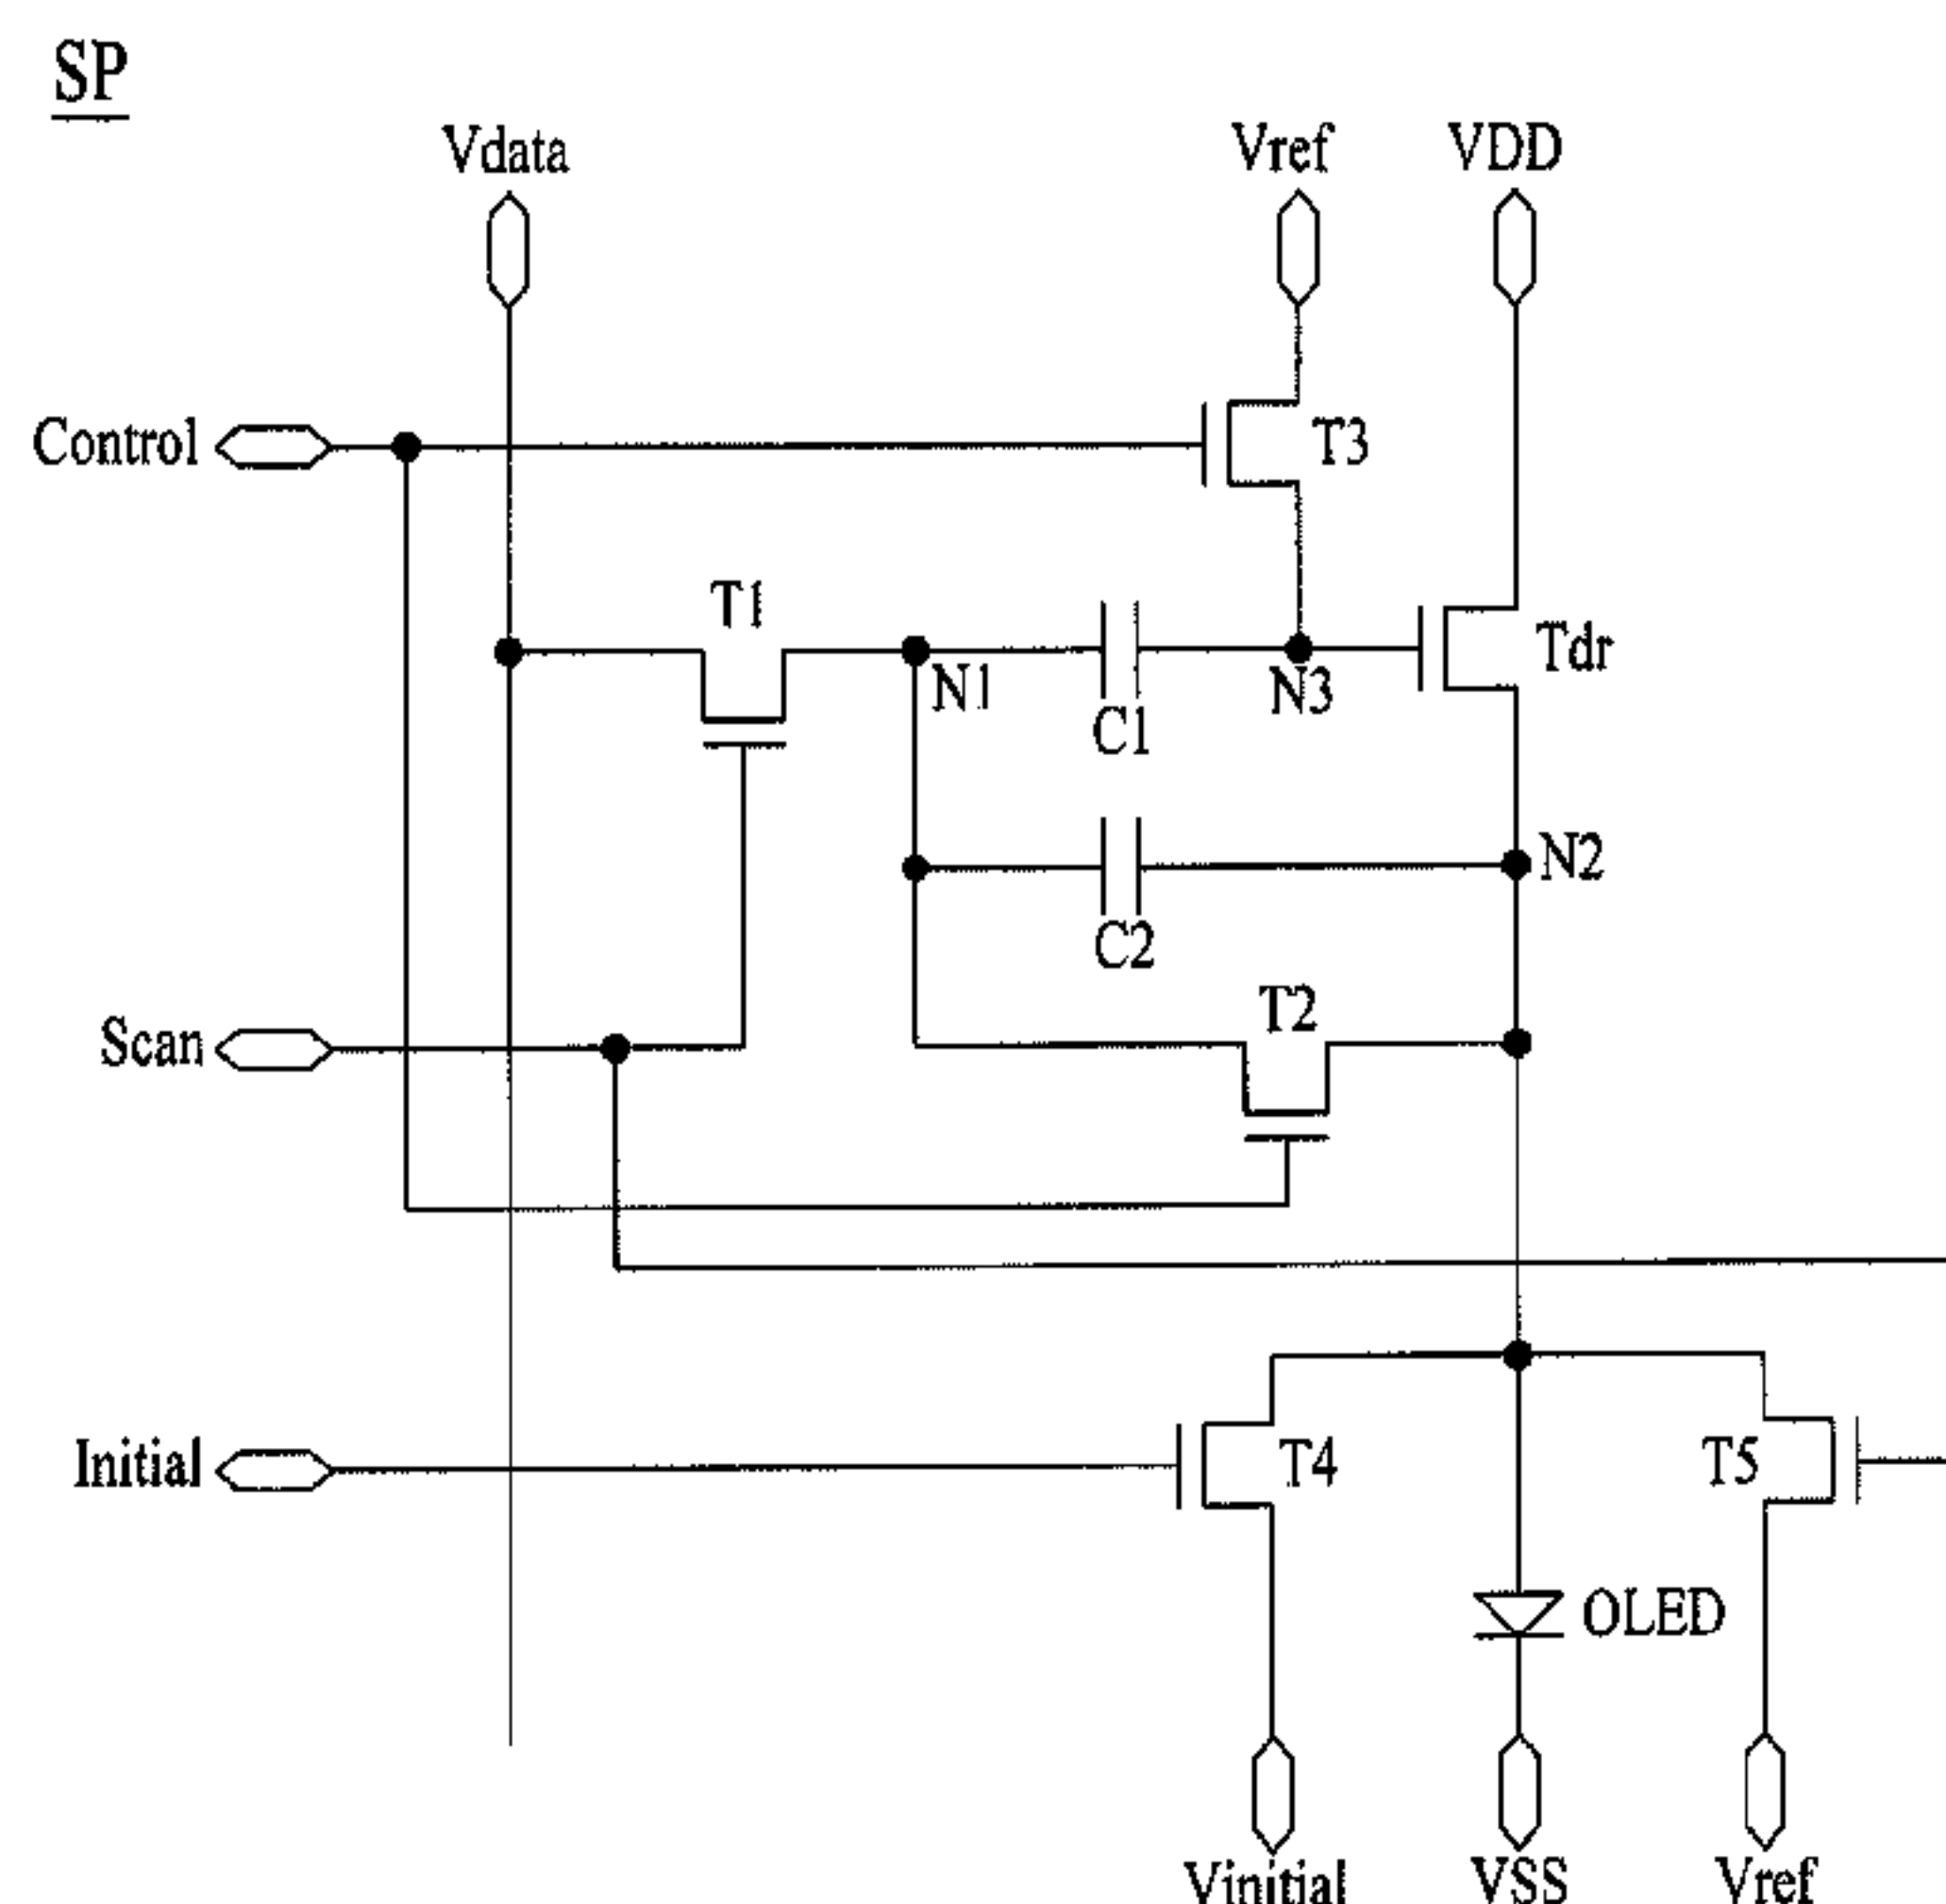 SP
Vdata
Vref
VDD
Control
T3
T1
Tdr
N1
N3
C1
N2
C2
T2
Scan
Initial
T4
T5
OLED
Vinitial
VSS
Vref